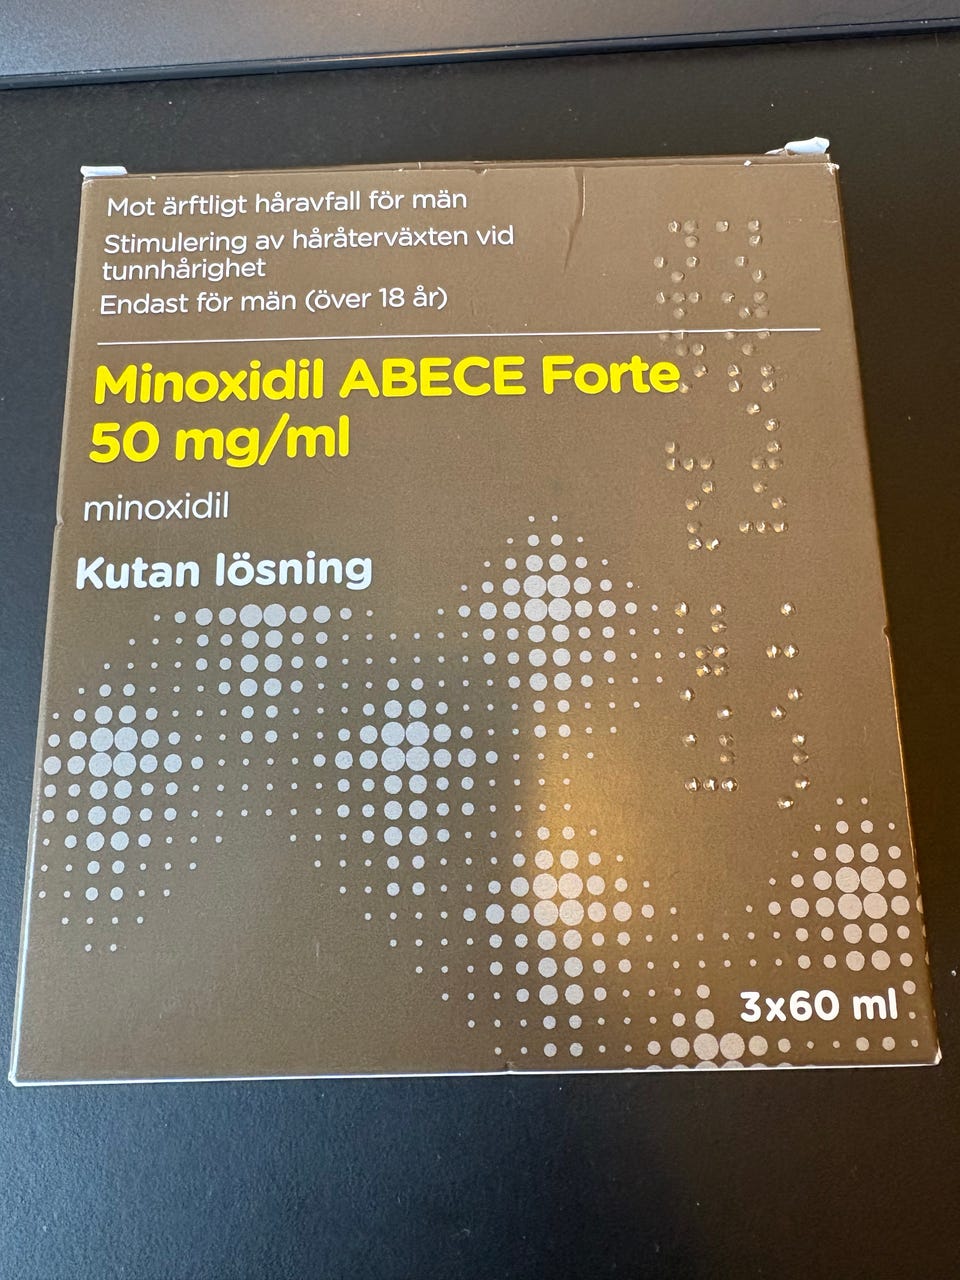 Mot ärftligt håravfall för män
Stimulering av håråterväxten vid
tunnhårighet
Endast för män (över 18 år)
Minoxidil ABECE Forte
50 mg/ml
minoxidil
Kutan lösning
3x60 ml